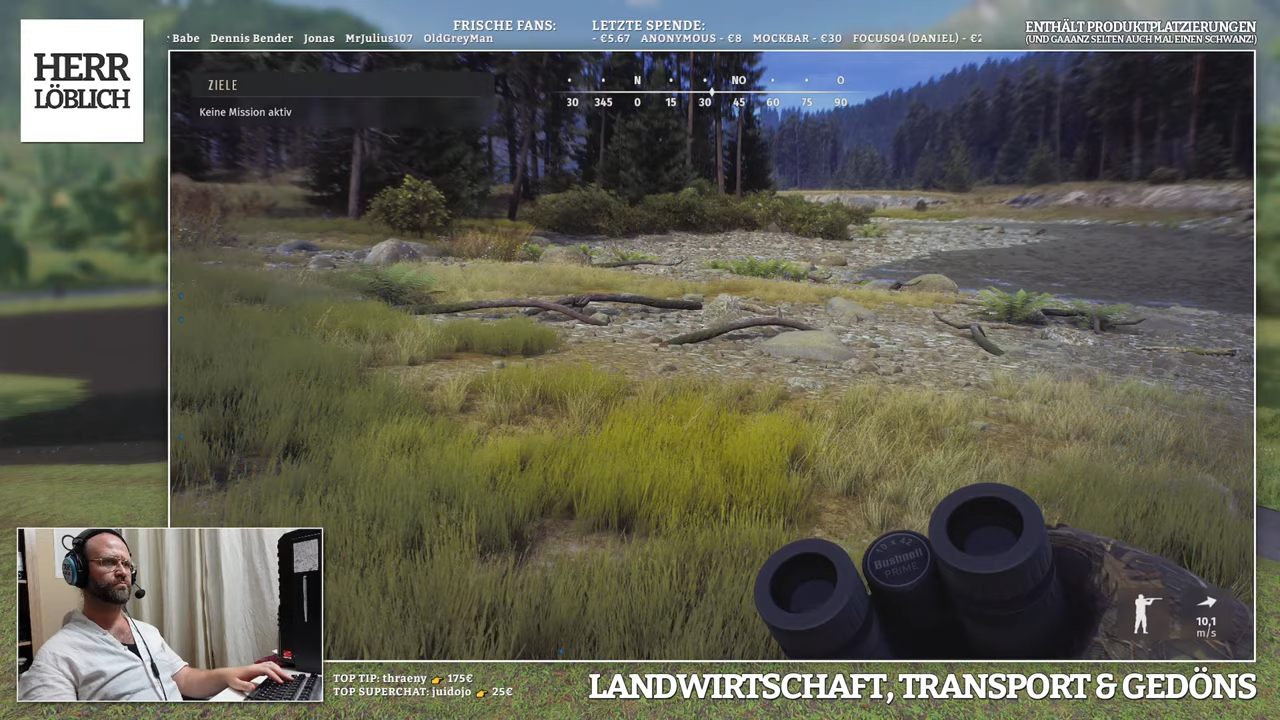 HERR
LÖBLICH
FRISCHE FANS:
Babe Dennis Bender Jonas MrJulius107 OldGreyMan
LETZTE SPENDE:
- €5.67 ANONYMOUS - €8 MOCKBAR - €30 FOCUS04 (DANIEL) - €2
ENTHÄLT PRODUKTPLATZIERUNGEN
(UND GAAANZ SELTEN AUCH MAL EINEN SCHWANZ!)
ZIELE
Keine Mission aktiv
N NO O
30 345 0 15 30 45 60 75 90
10 x 42
Bushnell
PRIME
10,1
m/s
TOP TIP: thraeny 👉 175€
TOP SUPERCHAT: juidojo 👉 25€
LANDWIRTSCHAFT, TRANSPORT & GEDÖNS